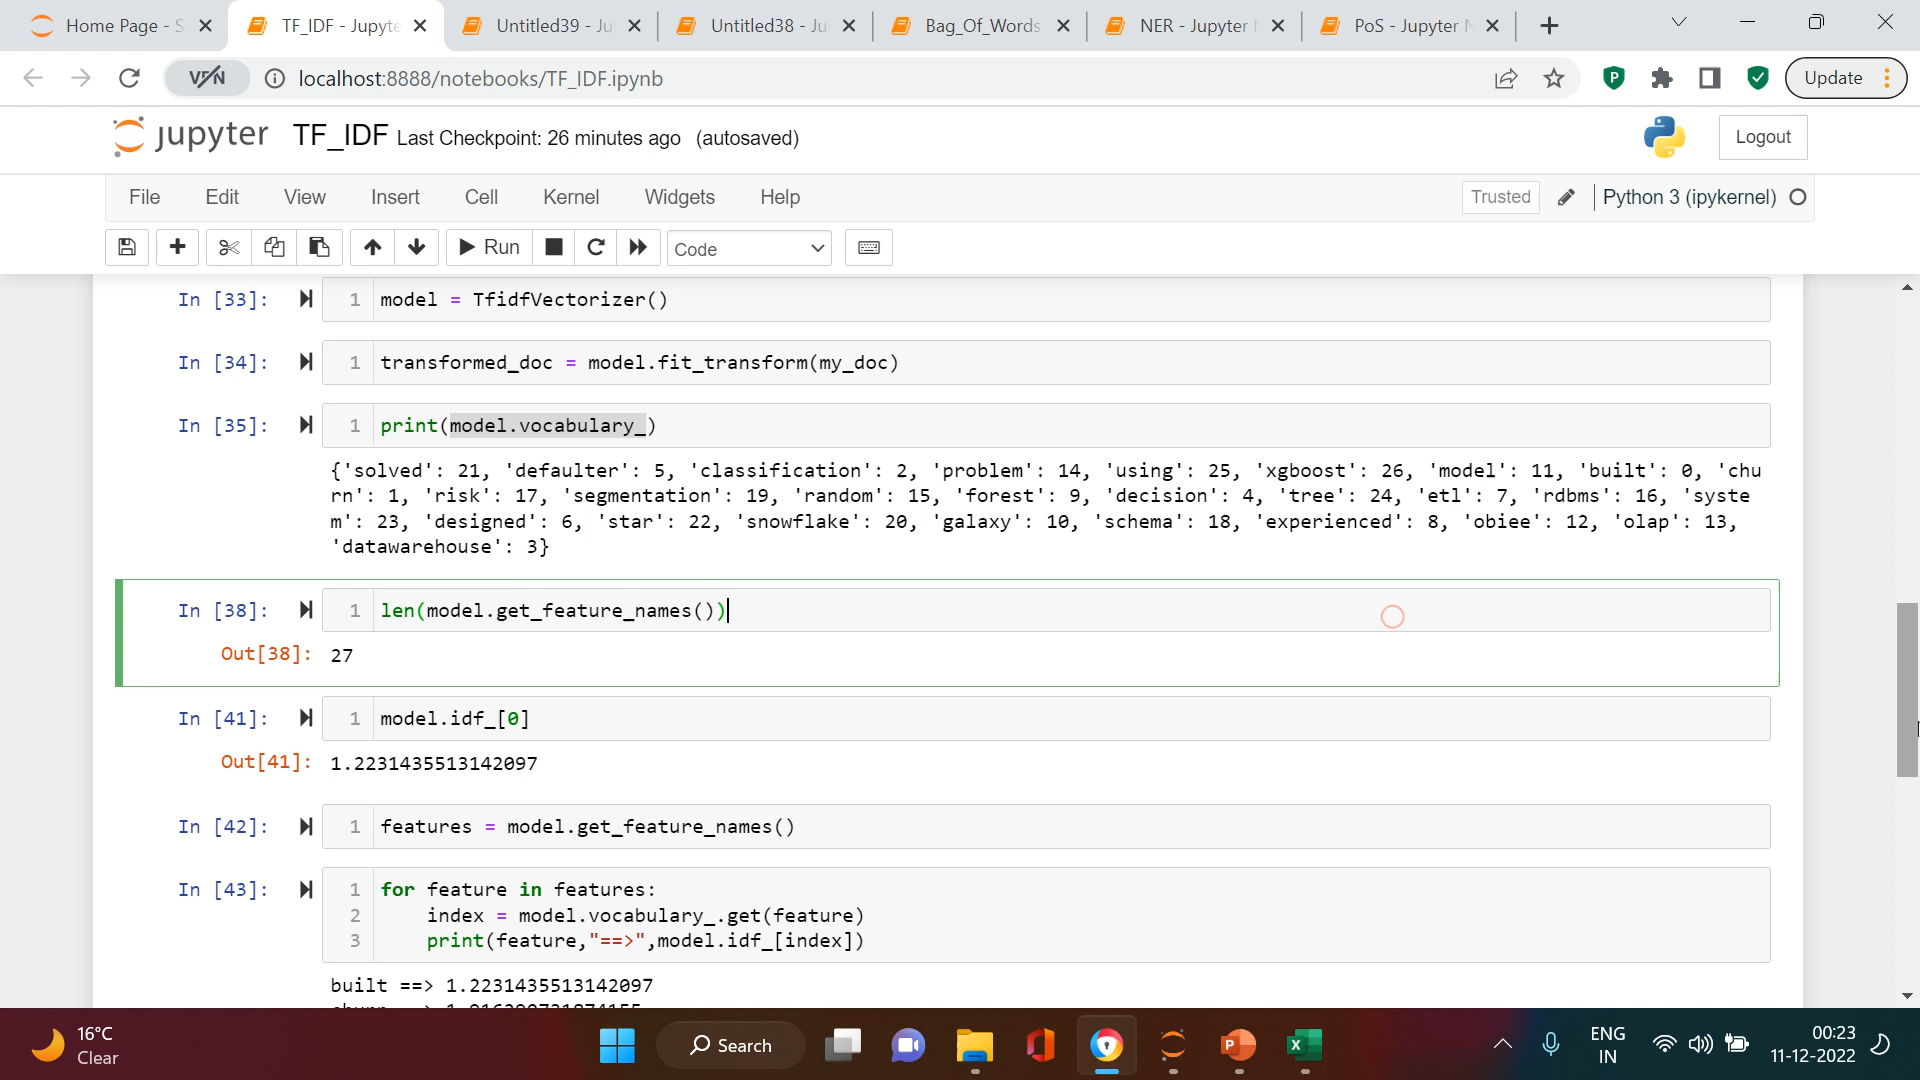 Home Page - S
TF_IDF - Jupyte
Untitled39 - Ju
Untitled38 - Ju
Bag_Of_Words
NER - Jupyter
PoS - Jupyter
VPN
localhost:8888/notebooks/TF_IDF.ipynb
Update
jupyter TF_IDF Last Checkpoint: 26 minutes ago (autosaved)
Logout
File Edit View Insert Cell Kernel Widgets Help
Trusted
Python 3 (ipykernel)
Run
Code
In [33]: 1 model = TfidfVectorizer()
In [34]: 1 transformed_doc = model.fit_transform(my_doc)
In [35]: 1 print(model.vocabulary_)
{'solved': 21, 'defaulter': 5, 'classification': 2, 'problem': 14, 'using': 25, 'xgboost': 26, 'model': 11, 'built': 0, 'chu
rn': 1, 'risk': 17, 'segmentation': 19, 'random': 15, 'forest': 9, 'decision': 4, 'tree': 24, 'etl': 7, 'rdbms': 16, 'syste
m': 23, 'designed': 6, 'star': 22, 'snowflake': 20, 'galaxy': 10, 'schema': 18, 'experienced': 8, 'obiee': 12, 'olap': 13,
'datawarehouse': 3}
In [38]: 1 len(model.get_feature_names())
Out[38]: 27
In [41]: 1 model.idf_[0]
Out[41]: 1.2231435513142097
In [42]: 1 features = model.get_feature_names()
In [43]: 1 for feature in features:
2 index = model.vocabulary_.get(feature)
3 print(feature,"==>",model.idf_[index])
built ==> 1.2231435513142097
16°C
Clear
Search
ENG
IN
00:23
11-12-2022